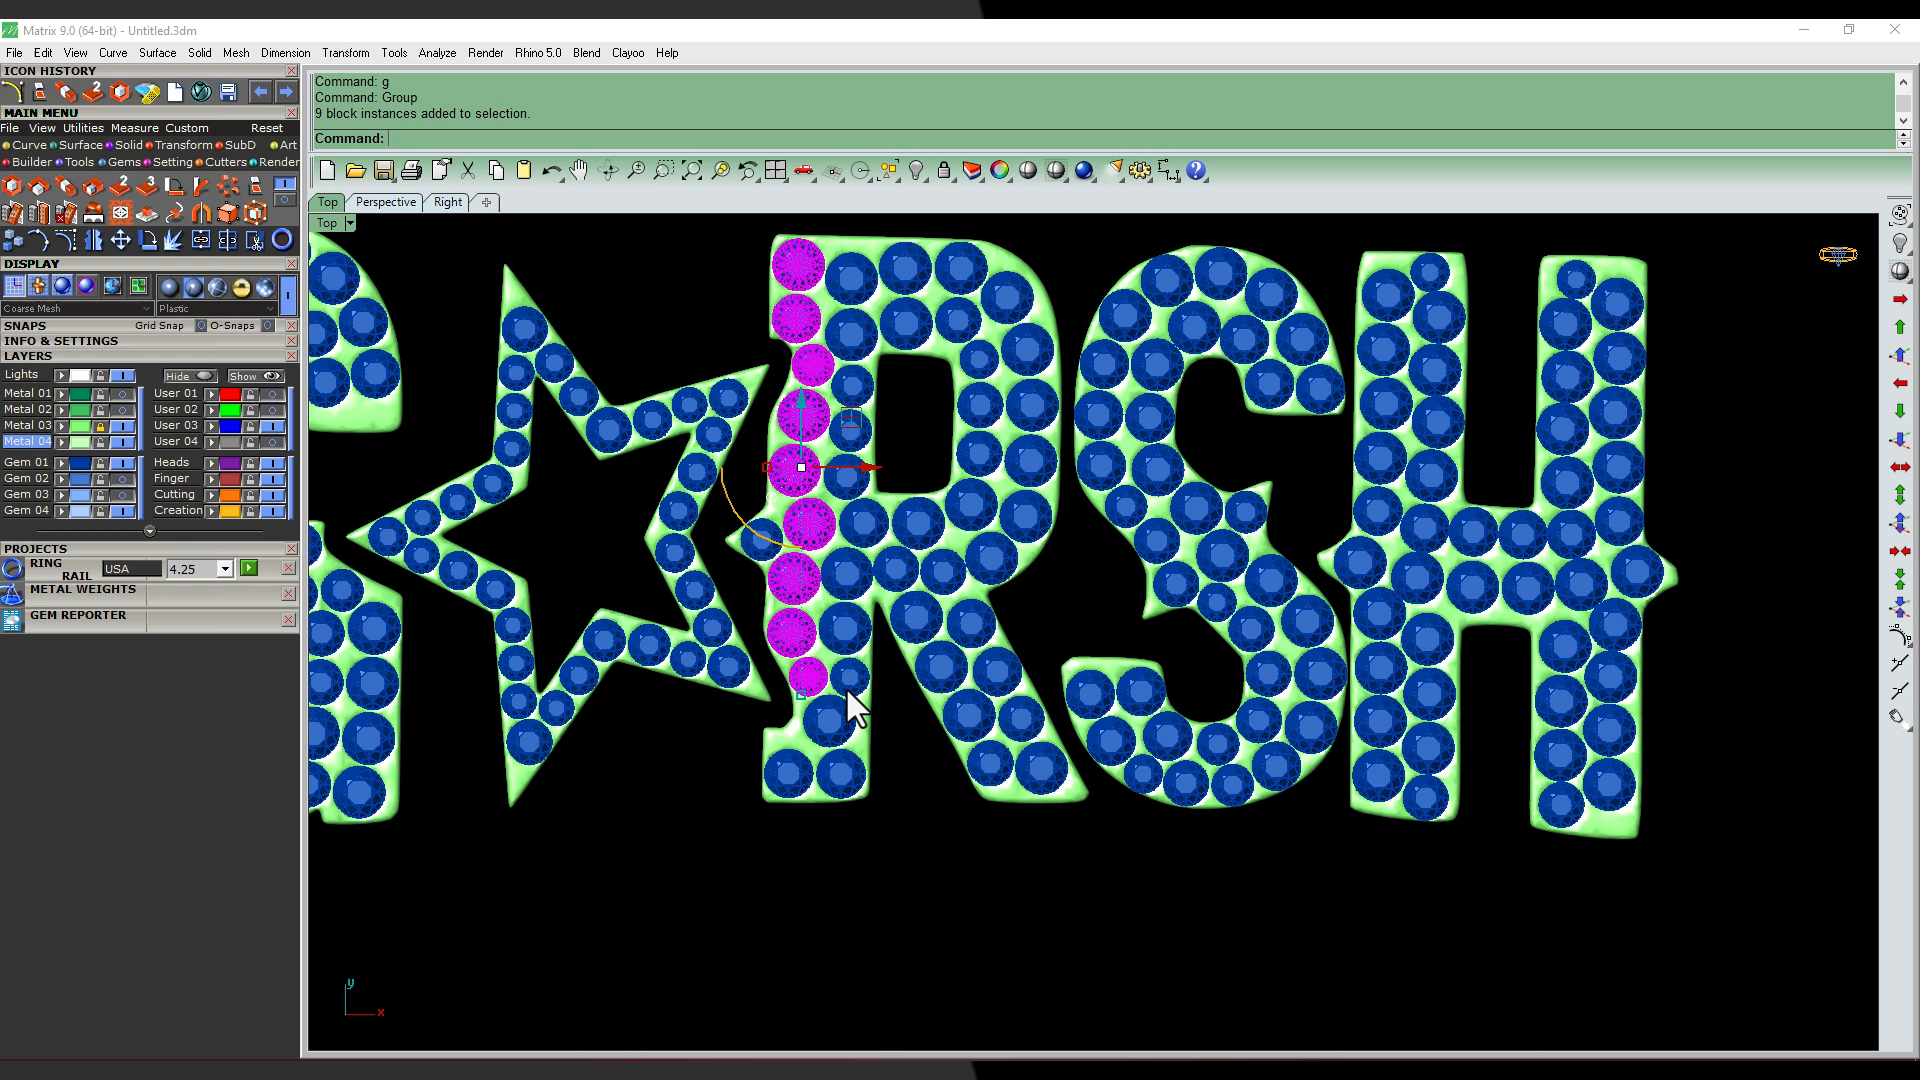 Matrix 9.0 (64-bit) - Untitled.3dm
File Edit View Curve Surface Solid Mesh Dimension Transform Tools Analyze Render Rhino 5.0 Blend Clayoo Help
ICON HISTORY
MAIN MENU
File View Utilities Measure Custom Reset
Curve Surface Solid Transform SubD Art
Builder Tools Gems Setting Cutters Render
DISPLAY
Coarse Mesh Plastic
SNAPS Grid Snap O-Snaps
INFO & SETTINGS
LAYERS
Lights Hide Show
Metal 01 User 01
Metal 02 User 02
Metal 03 User 03
Metal 04 User 04
Gem 01 Heads
Gem 02 Finger
Gem 03 Cutting
Gem 04 Creation
PROJECTS
RING RAIL USA 4.25
METAL WEIGHTS
GEM REPORTER
Command: g
Command: Group
9 block instances added to selection.
Command:
Top Perspective Right
Top
RSH
y
x